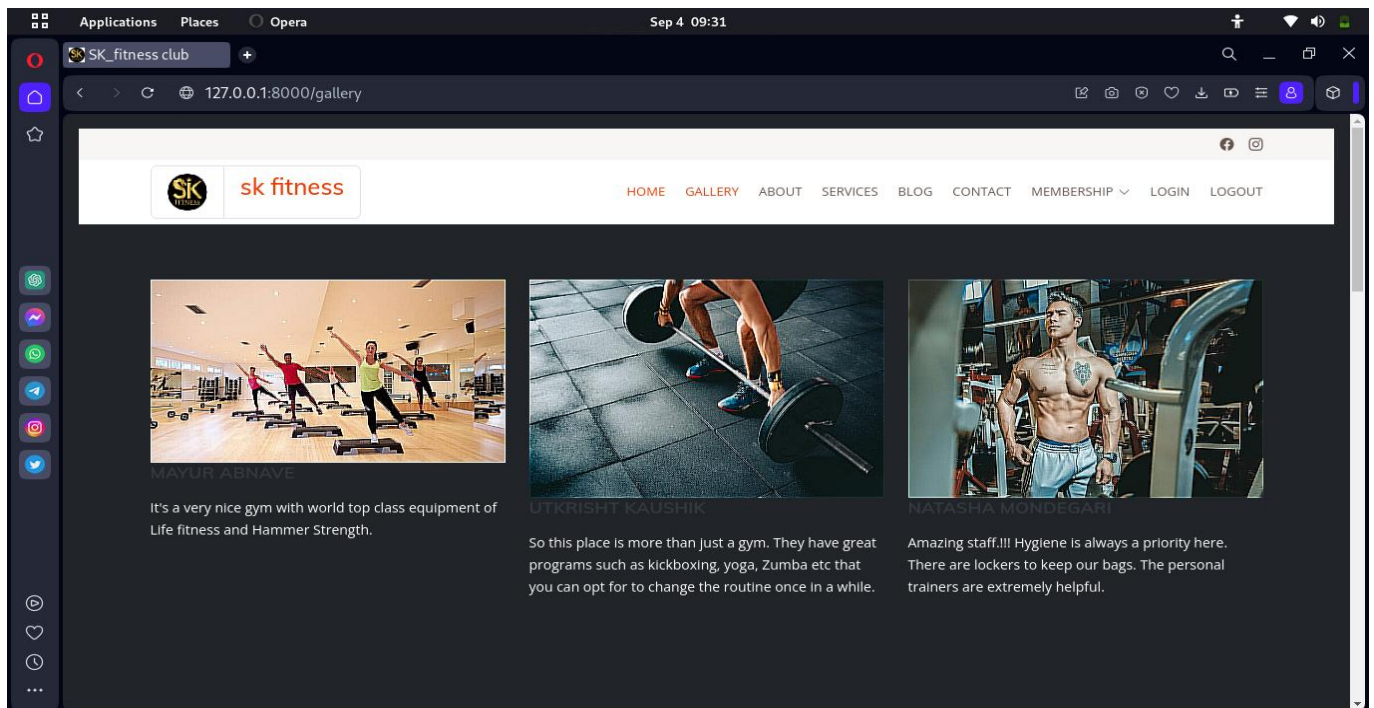 Applications Places Opera Sep 4 09:31
SK_fitness club
127.0.0.1:8000/gallery
SK
FITNESS
sk fitness
HOME GALLERY ABOUT SERVICES BLOG CONTACT MEMBERSHIP LOGIN LOGOUT
MAYUR ABNAVE
It's a very nice gym with world top class equipment of
Life fitness and Hammer Strength.
UTKRISHT KAUSHIK
So this place is more than just a gym. They have great
programs such as kickboxing, yoga, Zumba etc that
you can opt for to change the routine once in a while.
NATASHA MONDEGARI
Amazing staff.!!! Hygiene is always a priority here.
There are lockers to keep our bags. The personal
trainers are extremely helpful.